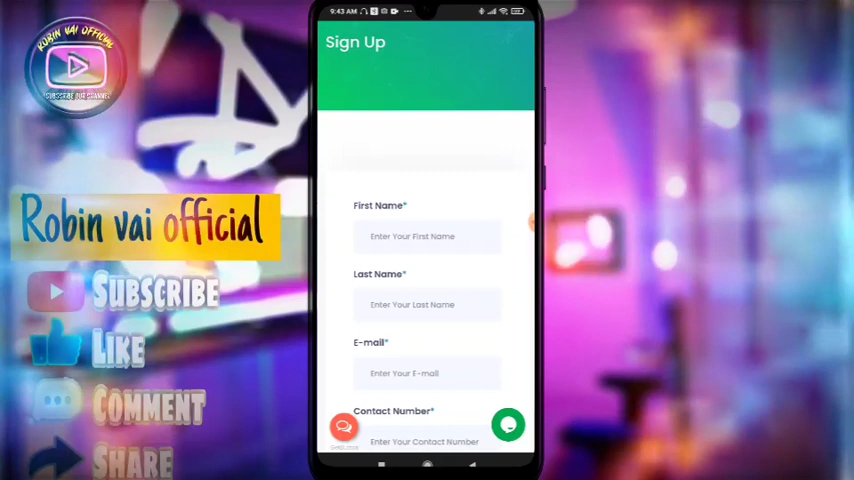 ROBIN VAI OFFICIAL
SUBSCRIBE OUR CHANNEL
Robin vai official
SUBSCRIBE
LIKE
COMMENT
SHARE
9:43 AM
Sign Up
First Name*
Enter Your First Name
Last Name*
Enter Your Last Name
E-mail*
Enter Your E-mail
Contact Number*
Enter Your Contact Number